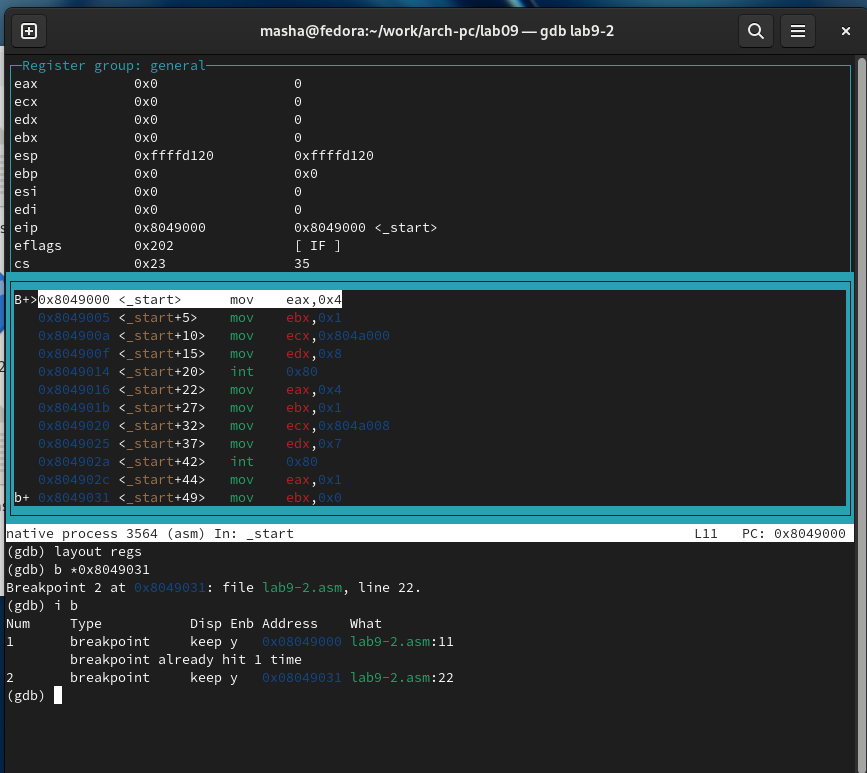 masha@fedora:~/work/arch-pc/lab09 — gdb lab9-2
Register group: general
eax 0x0 0
ecx 0x0 0
edx 0x0 0
ebx 0x0 0
esp 0xffffd120 0xffffd120
ebp 0x0 0x0
esi 0x0 0
edi 0x0 0
eip 0x8049000 0x8049000 <_start>
eflags 0x202 [ IF ]
cs 0x23 35
B+>0x8049000 <_start> mov eax,0x4
0x8049005 <_start+5> mov ebx,0x1
0x804900a <_start+10> mov ecx,0x804a000
0x804900f <_start+15> mov edx,0x8
0x8049014 <_start+20> int 0x80
0x8049016 <_start+22> mov eax,0x4
0x804901b <_start+27> mov ebx,0x1
0x8049020 <_start+32> mov ecx,0x804a008
0x8049025 <_start+37> mov edx,0x7
0x804902a <_start+42> int 0x80
0x804902c <_start+44> mov eax,0x1
b+ 0x8049031 <_start+49> mov ebx,0x0
native process 3564 (asm) In: _start L11 PC: 0x8049000
(gdb) layout regs
(gdb) b *0x8049031
Breakpoint 2 at 0x8049031: file lab9-2.asm, line 22.
(gdb) i b
Num Type Disp Enb Address What
1 breakpoint keep y 0x08049000 lab9-2.asm:11
breakpoint already hit 1 time
2 breakpoint keep y 0x08049031 lab9-2.asm:22
(gdb)